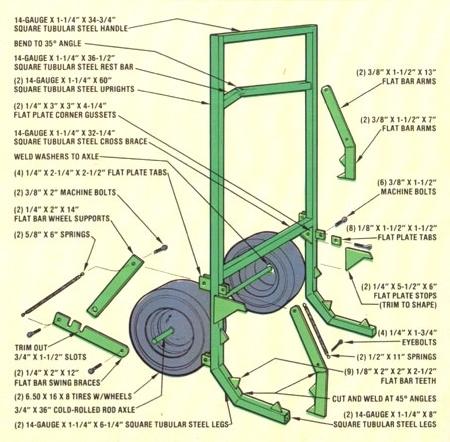 14-GAUGE X 1-1/4" X 34-3/4"
SQUARE TUBULAR STEEL HANDLE
BEND TO 35° ANGLE
14-GAUGE X 1-1/4" X 36-1/2"
SQUARE TUBULAR STEEL REST BAR
(2) 14-GAUGE X 1-1/4" X 60"
SQUARE TUBULAR STEEL UPRIGHTS
(2) 1/4" X 3" X 3" X 4-1/4"
FLAT PLATE CORNER GUSSETS
14-GAUGE X 1-1/4" X 32-1/4"
SQUARE TUBULAR STEEL CROSS BRACE
WELD WASHERS TO AXLE
(4) 1/4" X 2-1/4" X 2-1/2" FLAT PLATE TABS
(2) 3/8" X 2" MACHINE BOLTS
(2) 1/4" X 2" X 14"
FLAT BAR WHEEL SUPPORTS
(2) 5/8" X 6" SPRINGS
TRIM OUT
3/4" X 1-1/2" SLOTS
(2) 1/4" X 2" X 12"
FLAT BAR SWING BRACES
(2) 6.50 X 16 X 8 TIRES W/WHEELS
3/4" X 36" COLD-ROLLED ROD AXLE
(2) 14-GAUGE X 1-1/4" X 6-1/4" SQUARE TUBULAR STEEL LEGS
(2) 3/8" X 1-1/2" X 13"
FLAT BAR ARMS
(2) 3/8" X 1-1/2" X 7"
FLAT BAR ARMS
(6) 3/8" X 1-1/2"
MACHINE BOLTS
(8) 1/8" X 1-1/2" X 1-1/2"
FLAT PLATE TABS
(2) 1/4" X 5-1/2" X 6"
FLAT PLATE STOPS
(TRIM TO SHAPE)
(4) 1/4" X 1-3/4"
EYEBOLTS
(2) 1/2" X 11" SPRINGS
(9) 1/8" X 2" X 2" X 2-1/2"
FLAT BAR TEETH
CUT AND WELD AT 45° ANGLES
(2) 14-GAUGE X 1-1/4" X 8"
SQUARE TUBULAR STEEL LEGS